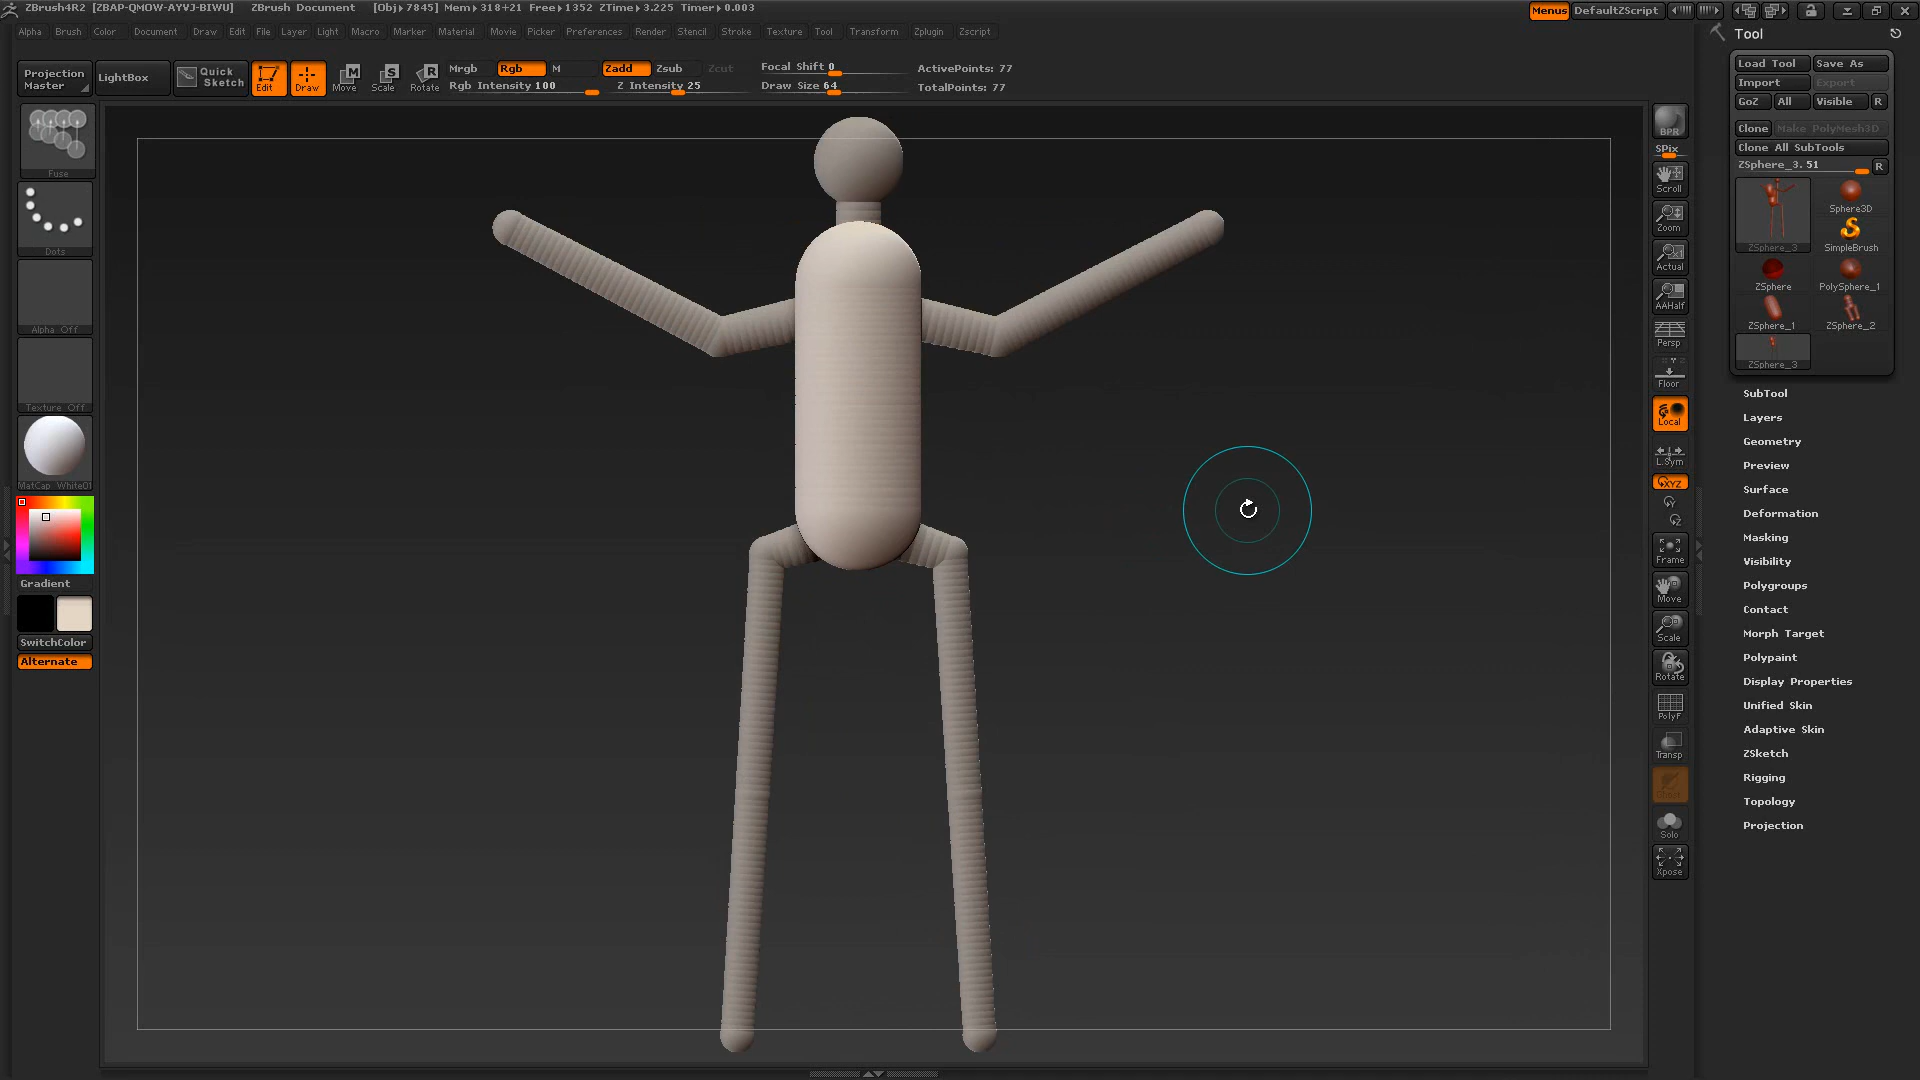 ZBrush4R2 [ZBAP-QMOW-AYVJ-BIWU] ZBrush Document [Obj▸7845] Mem▸318+21 Free▸1352 ZTime▸3.225 Timer▸0.003 Menus DefaultZScript
Alpha Brush Color Document Draw Edit File Layer Light Macro Marker Material Movie Picker Preferences Render Stencil Stroke Texture Tool Transform Zplugin Zscript
Tool
Projection Master
LightBox
Quick Sketch
Edit
Draw
Move
Scale
Rotate
Mrgb Rgb M Zadd Zsub Zcut
Rgb Intensity 100 Z Intensity 25
Focal Shift 0
Draw Size 64
ActivePoints: 77
TotalPoints: 77
Fuse
Dots
Alpha Off
Texture Off
MatCap White01
Gradient
SwitchColor
Alternate
BPR
SPix
Scroll
Zoom
Actual
AAHalf
Persp
Floor
Local
L.Sym
XYZ
Y
Z
Frame
Move
Scale
Rotate
PolyF
Transp
Solo
Xpose
Load Tool Save As
Import Export
GoZ All Visible R
Clone Make PolyMesh3D
Clone All SubTools
ZSphere_3. 51 R
ZSphere_3
Sphere3D
SimpleBrush
ZSphere
PolySphere_1
ZSphere_1
ZSphere_2
ZSphere_3
SubTool
Layers
Geometry
Preview
Surface
Deformation
Masking
Visibility
Polygroups
Contact
Morph Target
Polypaint
Display Properties
Unified Skin
Adaptive Skin
ZSketch
Rigging
Topology
Projection